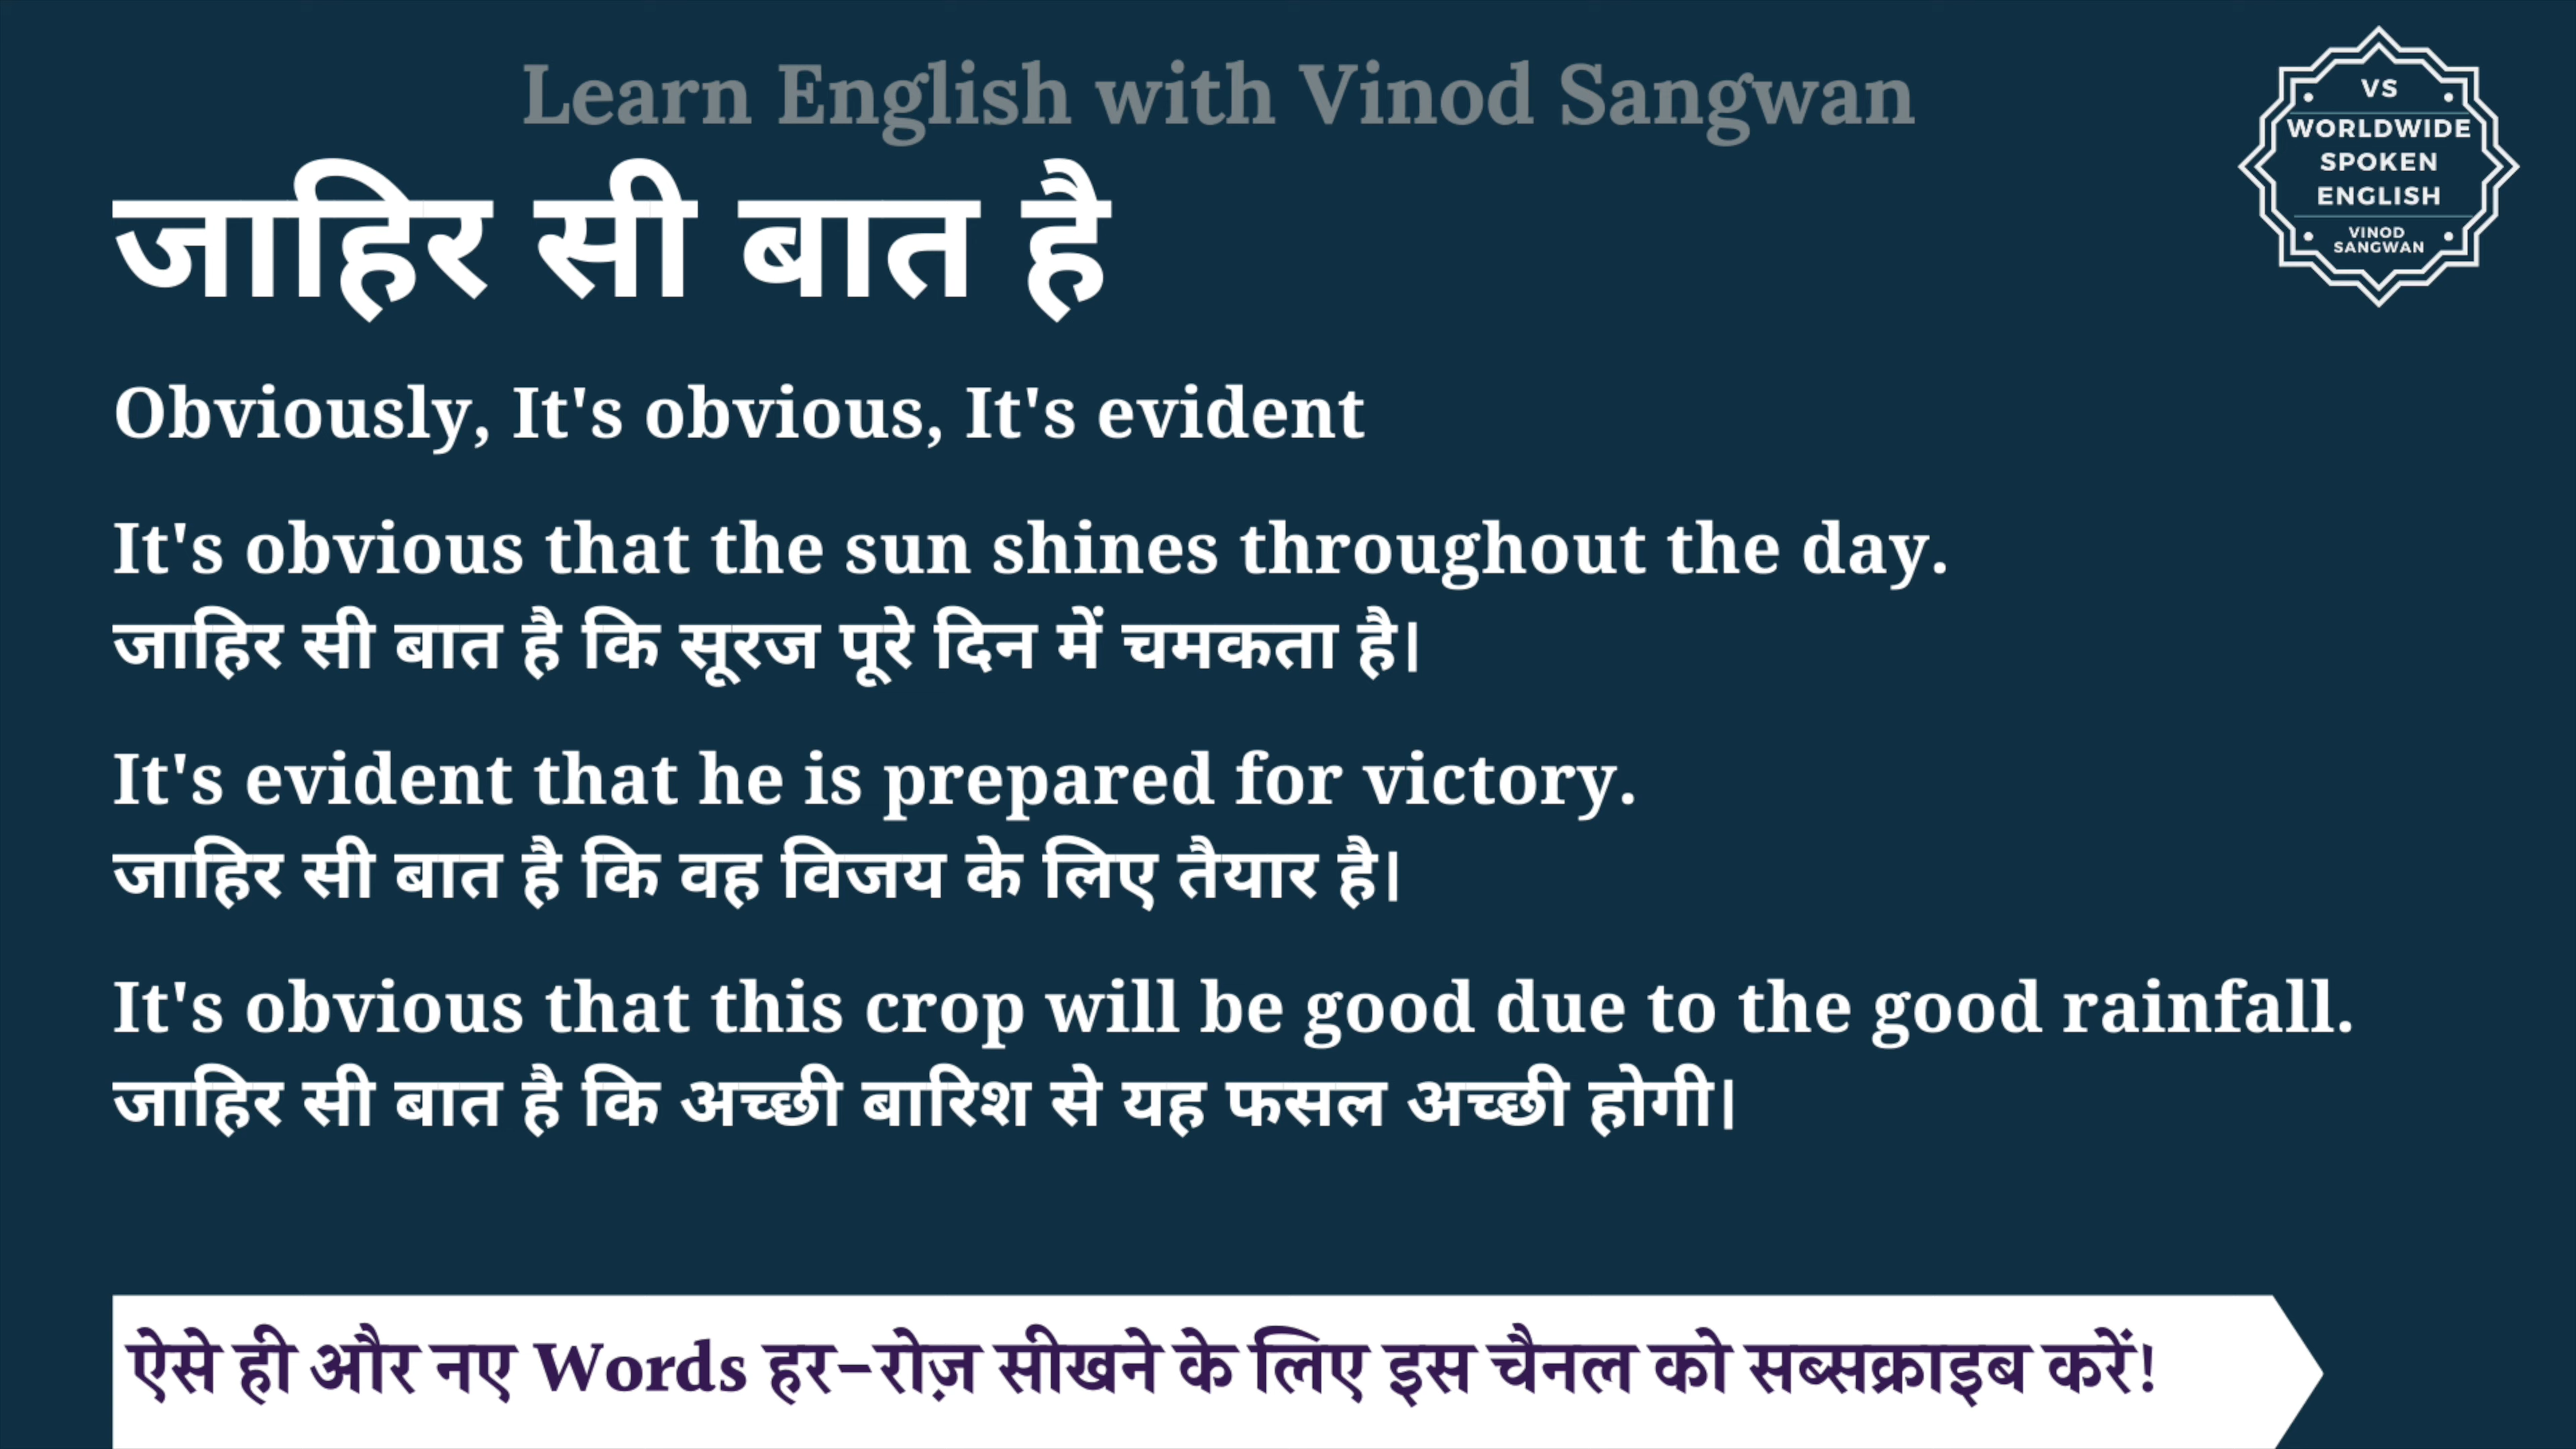 Learn English with Vinod Sangwan
VS
WORLDWIDE
SPOKEN
ENGLISH
VINOD
SANGWAN
जाहिर सी बात है
Obviously, It's obvious, It's evident
It's obvious that the sun shines throughout the day.
जाहिर सी बात है कि सूरज पूरे दिन में चमकता है।
It's evident that he is prepared for victory.
जाहिर सी बात है कि वह विजय के लिए तैयार है।
It's obvious that this crop will be good due to the good rainfall.
जाहिर सी बात है कि अच्छी बारिश से यह फसल अच्छी होगी।
ऐसे ही और नए Words हर-रोज़ सीखने के लिए इस चैनल को सब्सक्राइब करें!